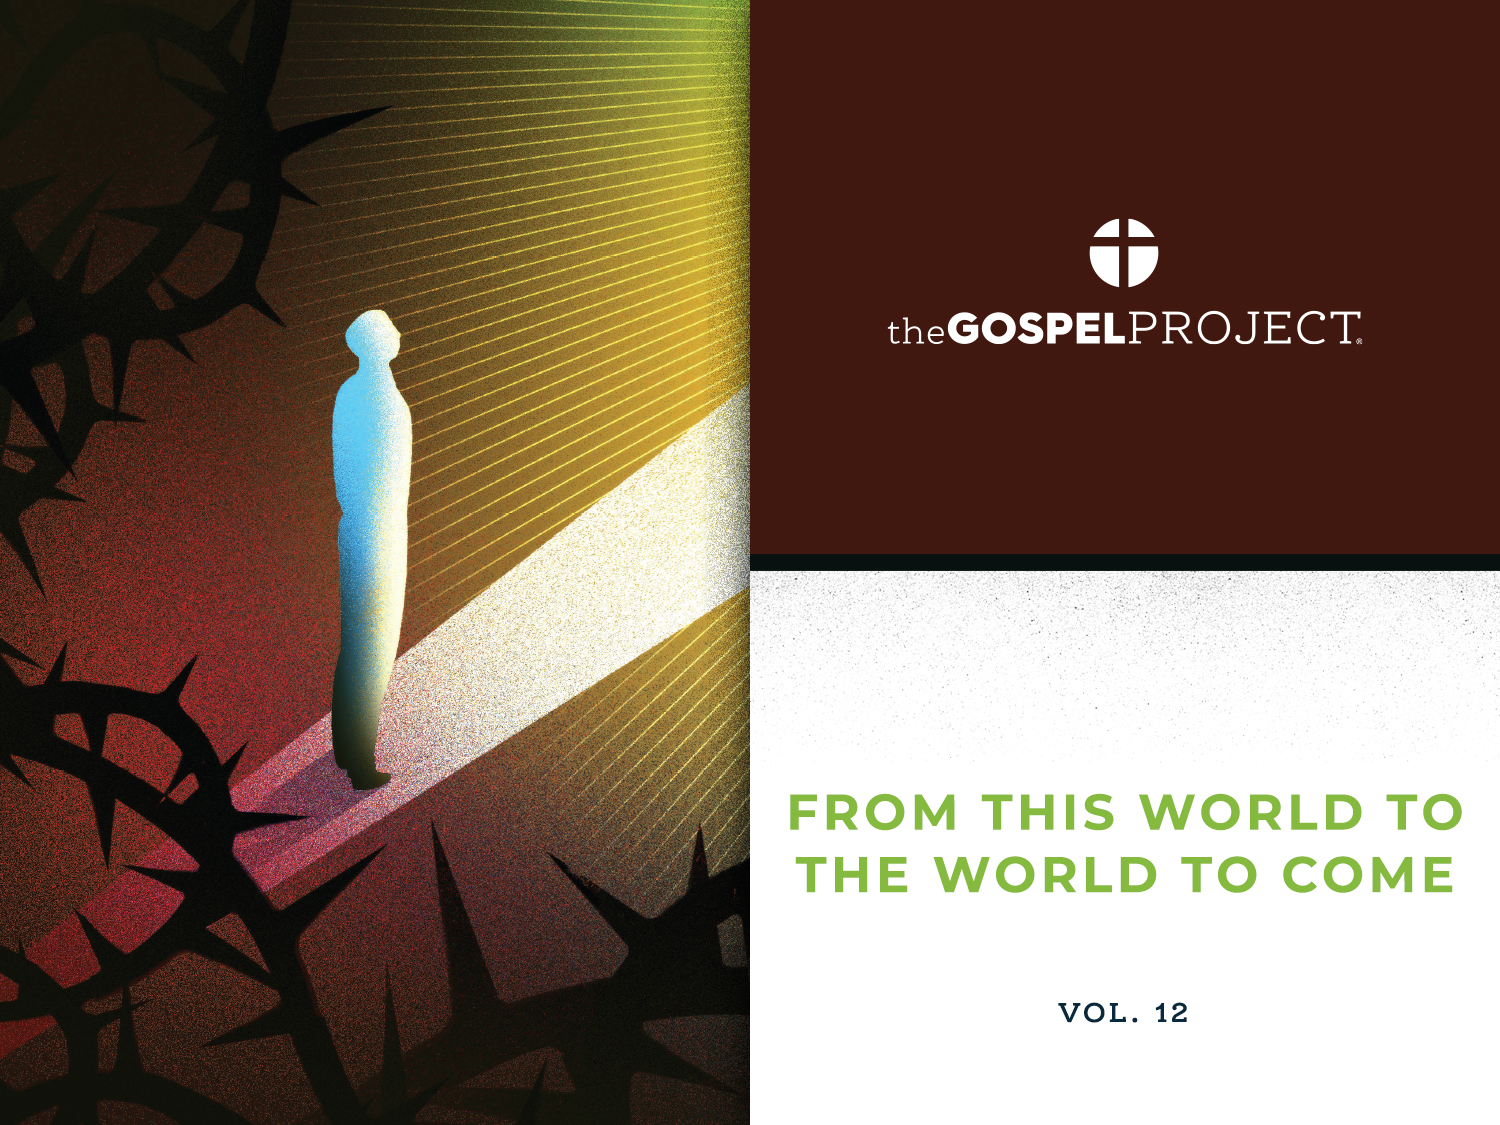 theGOSPELPROJECT®
FROM THIS WORLD TO
THE WORLD TO COME
VOL. 12